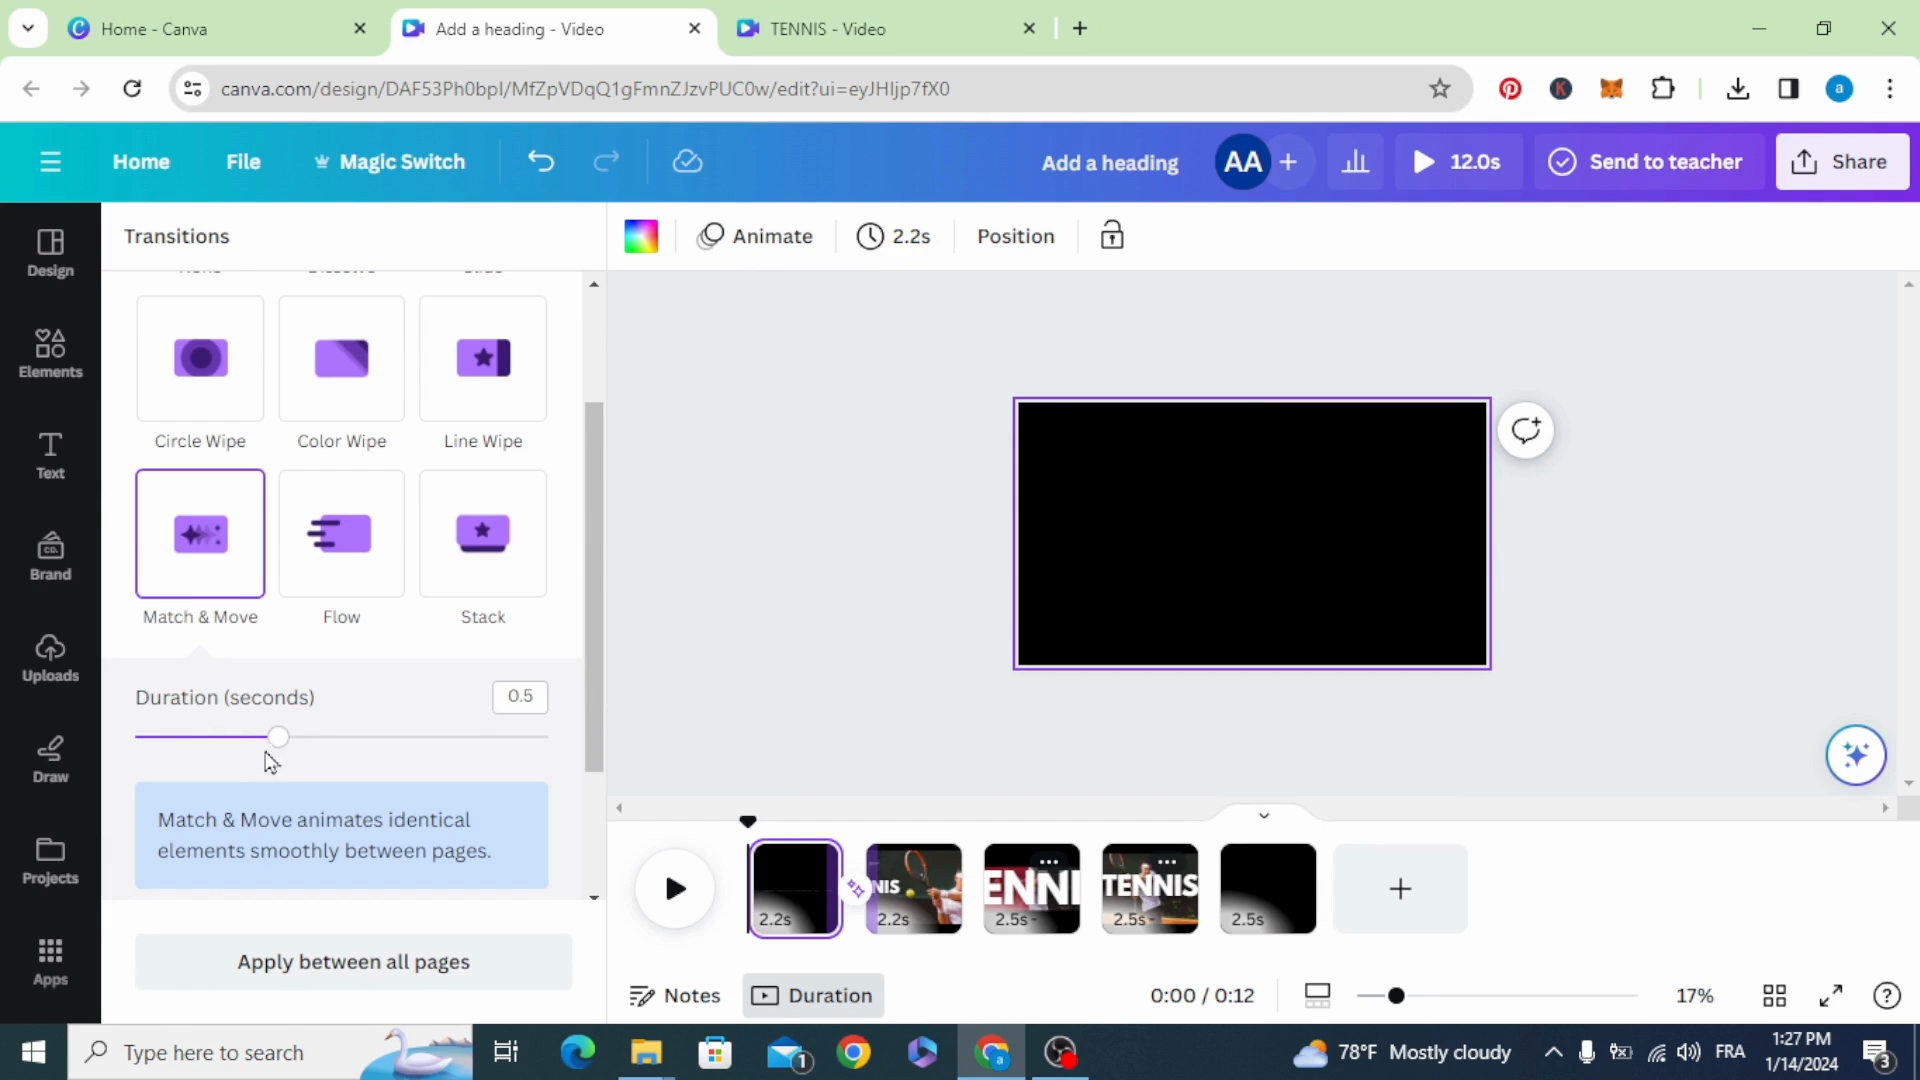 Home - Canva
Add a heading - Video
TENNIS - Video
canva.com/design/DAF53Ph0bpI/MfZpVDqQ1gFmnZJzvPUC0w/edit?ui=eyJHIjp7fX0
K
a
Home
File
Magic Switch
Add a heading
AA
12.0s
Send to teacher
Share
Transitions
Animate
2.2s
Position
Design
Elements
Text
CO.
Brand
Uploads
Draw
Projects
Apps
Circle Wipe
Color Wipe
Line Wipe
Match & Move
Flow
Stack
Duration (seconds)
0.5
Match & Move animates identical
elements smoothly between pages.
Apply between all pages
2.2s
NIS
2.2s
ENNI
2.5s -
TENNIS
2.5s -
2.5s
Notes
Duration
0:00 / 0:12
17%
Type here to search
1
a
78°F Mostly cloudy
FRA
1:27 PM
1/14/2024
3